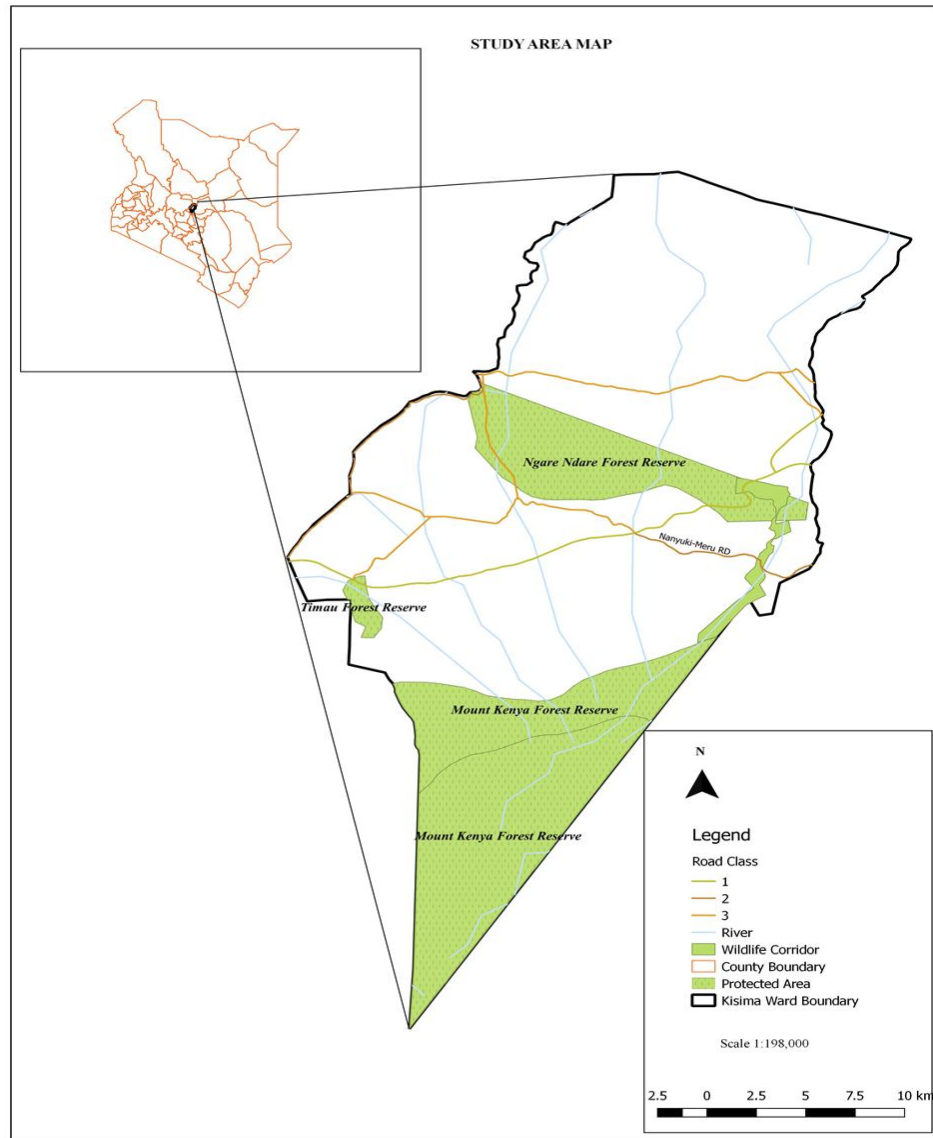 STUDY AREA MAP
Ngare Ndare Forest Reserve
Nanyuki-Meru RD
Timau Forest Reserve
Mount Kenya Forest Reserve
Mount Kenya Forest Reserve
N
Legend
Road Class
1
2
3
River
Wildlife Corridor
County Boundary
Protected Area
Kisima Ward Boundary
Scale 1:198,000
2.5 0 2.5 5 7.5 10 km